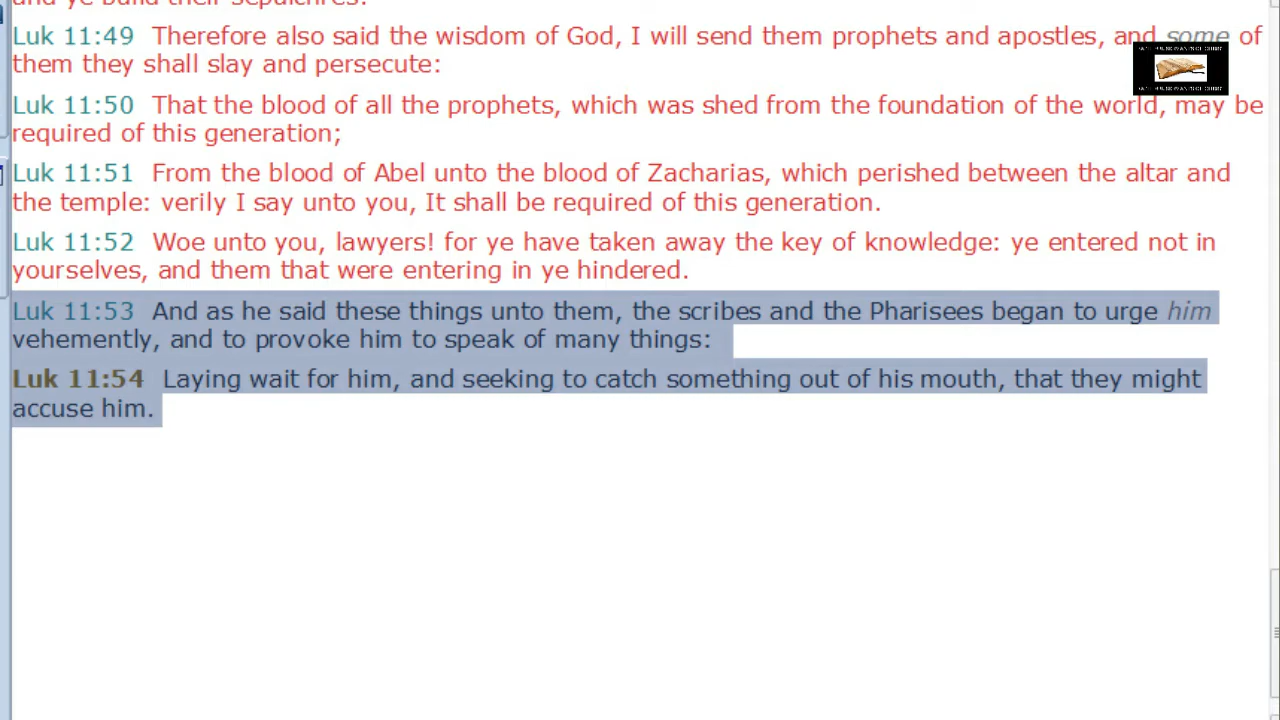 and ye build their sepulchres.
Luk 11:49 Therefore also said the wisdom of God, I will send them prophets and apostles, and some of
them they shall slay and persecute:
Luk 11:50 That the blood of all the prophets, which was shed from the foundation of the world, may be
required of this generation;
Luk 11:51 From the blood of Abel unto the blood of Zacharias, which perished between the altar and
the temple: verily I say unto you, It shall be required of this generation.
Luk 11:52 Woe unto you, lawyers! for ye have taken away the key of knowledge: ye entered not in
yourselves, and them that were entering in ye hindered.
Luk 11:53 And as he said these things unto them, the scribes and the Pharisees began to urge him
vehemently, and to provoke him to speak of many things:
Luk 11:54 Laying wait for him, and seeking to catch something out of his mouth, that they might
accuse him.